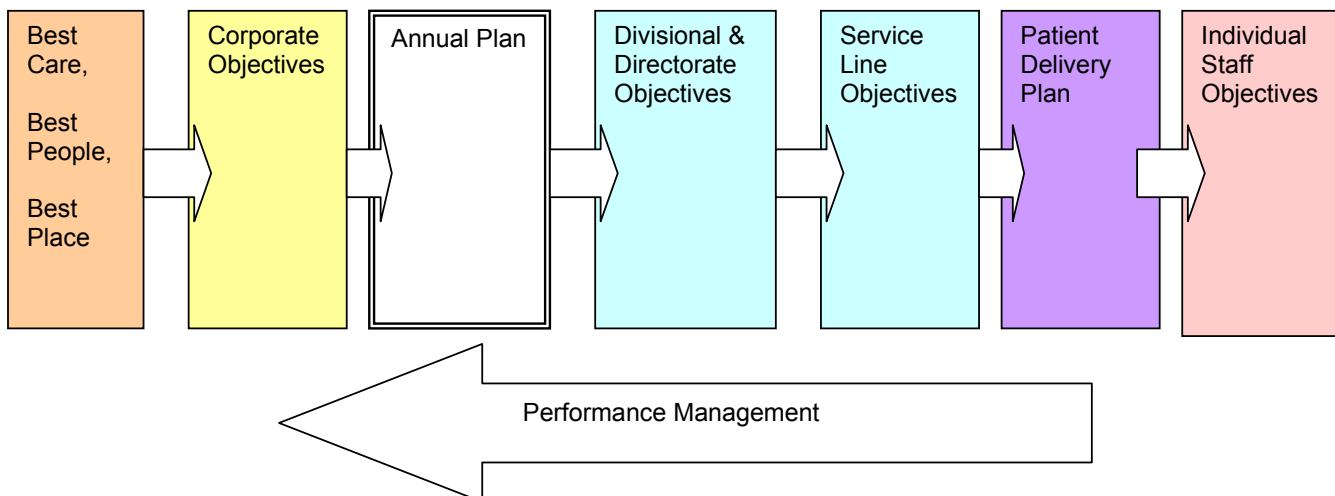 Best
Care,
Best
People,
Best
Place
Corporate
Objectives
Annual Plan
Divisional &
Directorate
Objectives
Service
Line
Objectives
Patient
Delivery
Plan
Individual
Staff
Objectives
Performance Management